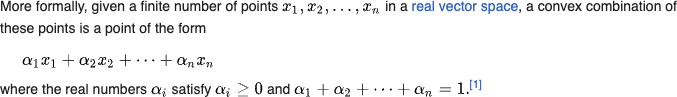 More formally, given a finite number of points x₁, x₂, . . . , xₙ in a real vector space, a convex combination of
these points is a point of the form
α₁x₁ + α₂x₂ + ⋯ + αₙxₙ
where the real numbers αᵢ satisfy αᵢ ≥ 0 and α₁ + α₂ + ⋯ + αₙ = 1.[1]